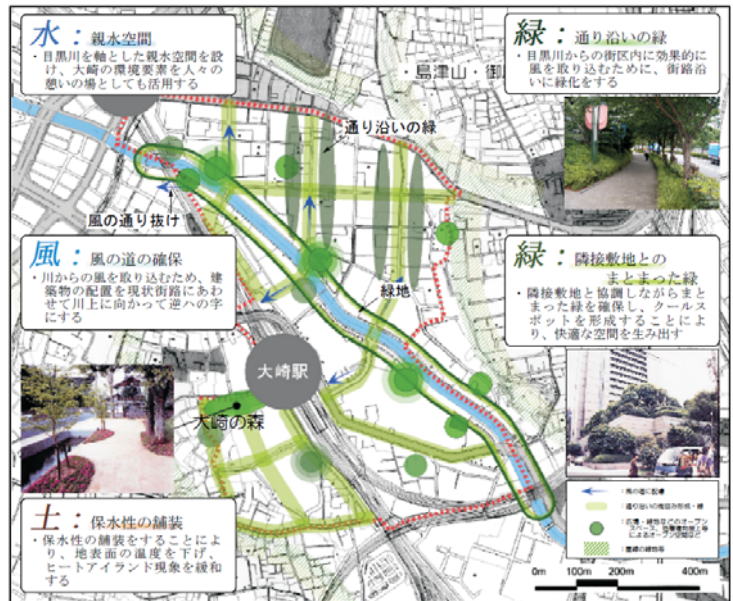 水：親水空間
・目黒川を軸とした親水空間を設
け、大崎の環境要素を人々の
憩いの場としても活用する
緑：通り沿いの緑
・目黒川からの街区内に効果的に
風を取り込むために、街路沿
いに緑化をする
・島津山・御
通り沿いの緑
風の通り抜け
風：風の道の確保
・川からの風を取り込むため、建
築物の配置を現状街路にあわ
せて川上に向かって逆ハの字
にする
緑：隣接敷地との
まとまった緑
・隣接敷地と協調しながらまと
まった緑を確保し、クールス
ポットを形成することによ
り、快適な空間を生み出す
緑地
大崎駅
大崎の森
土：保水性の舗装
・保水性の舗装をすることによ
り、地表面の温度を下げ、
ヒートアイランド現象を緩和
する
：風の道に配慮
：広場・緑地などのオープン
0m 100m 200m 400m